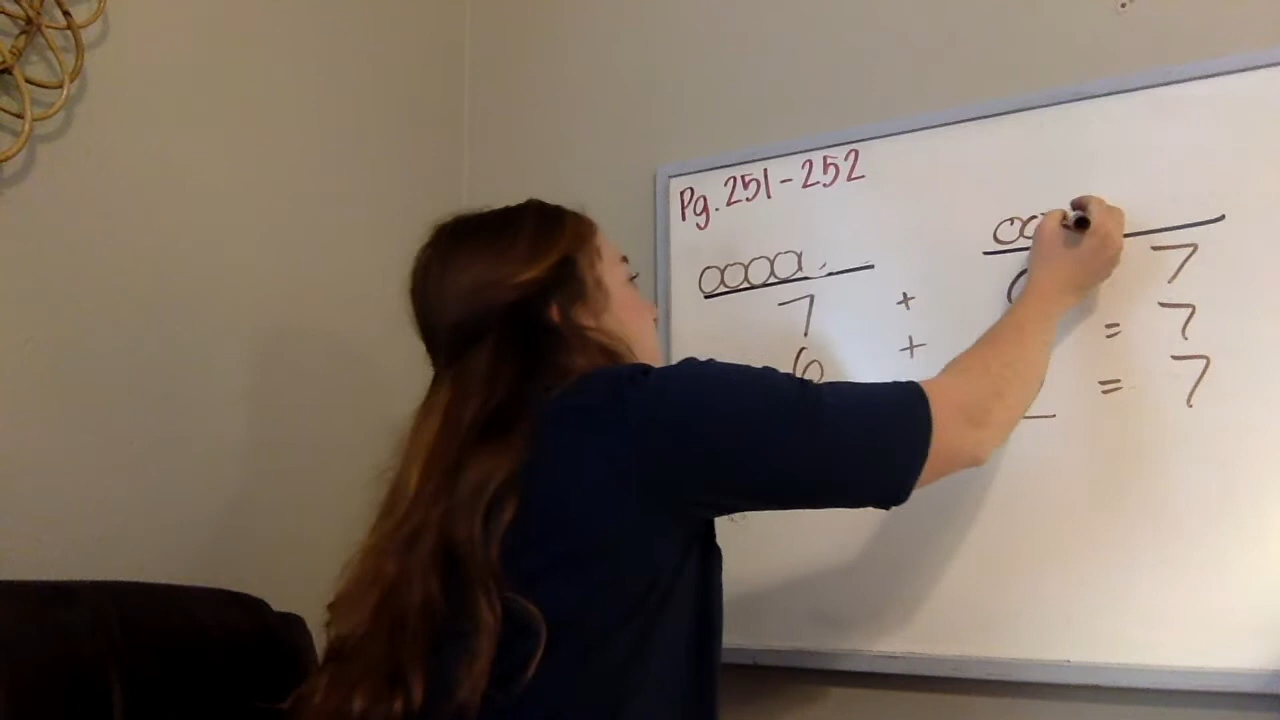 Pg. 251-252
7 + 7
6 + = 7
= 7